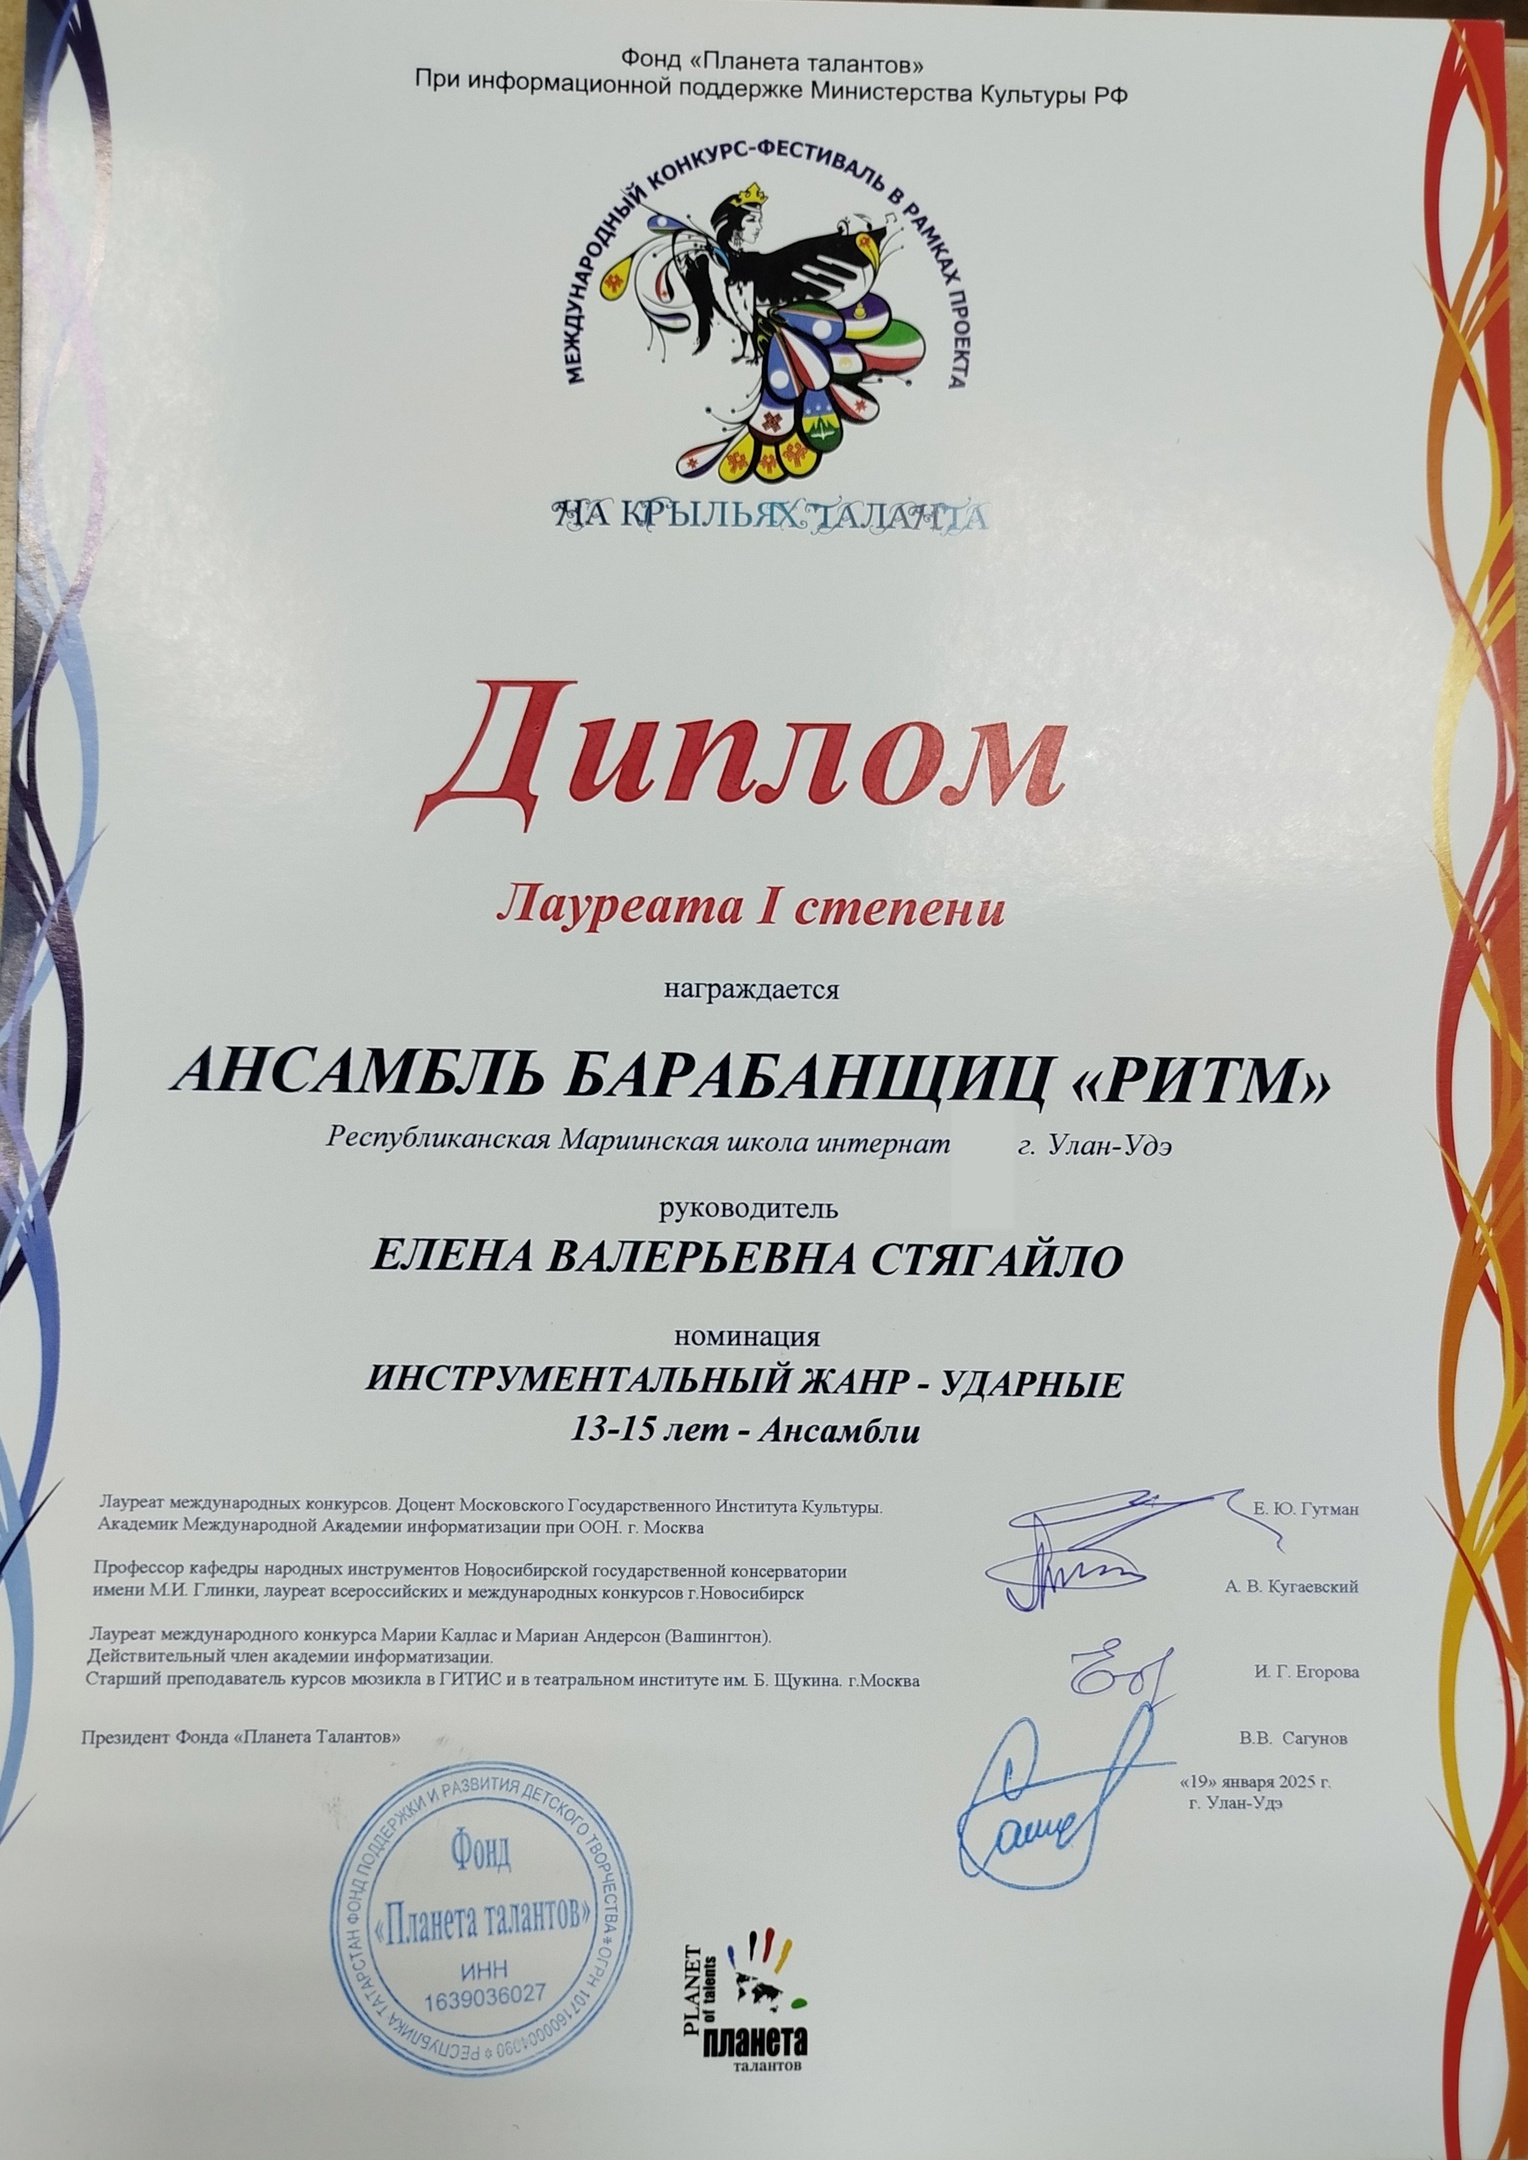 Фонд «Планета талантов»
При информационной поддержке Министерства Культуры РФ
МЕЖДУНАРОДНЫЙ КОНКУРС-ФЕСТИВАЛЬ В РАМКАХ ПРОЕКТА
НА КРЫЛЬЯХ ТАЛАНТА
Диплом
Лауреата I степени
награждается
АНСАМБЛЬ БАРАБАНЩИЦ «РИТМ»
Республиканская Мариинская школа интернат г. Улан-Удэ
руководитель
ЕЛЕНА ВАЛЕРЬЕВНА СТЯГАЙЛО
номинация
ИНСТРУМЕНТАЛЬНЫЙ ЖАНР - УДАРНЫЕ
13-15 лет - Ансамбли
Лауреат международных конкурсов. Доцент Московского Государственного Института Культуры.
Академик Международной Академии информатизации при ООН. г. Москва
Е. Ю. Гутман
Профессор кафедры народных инструментов Новосибирской государственной консерватории
имени М.И. Глинки, лауреат всероссийских и международных конкурсов г.Новосибирск
А. В. Кугаевский
Лауреат международного конкурса Марии Каллас и Мариан Андерсон (Вашингтон).
Действительный член академии информатизации.
Старший преподаватель курсов мюзикла в ГИТИС и в театральном институте им. Б. Щукина. г.Москва
И. Г. Егорова
Президент Фонда «Планета Талантов»
В.В. Сагунов
«19» января 2025 г.
г. Улан-Удэ
РЕСПУБЛИКА ТАТАРСТАН ФОНД ПОДДЕРЖКИ И РАЗВИТИЯ ДЕТСКОГО ТВОРЧЕСТВА * ОГРН 1071600004090 *
Фонд
«Планета талантов»
ИНН
1639036027
PLANET
of talents
планета
талантов